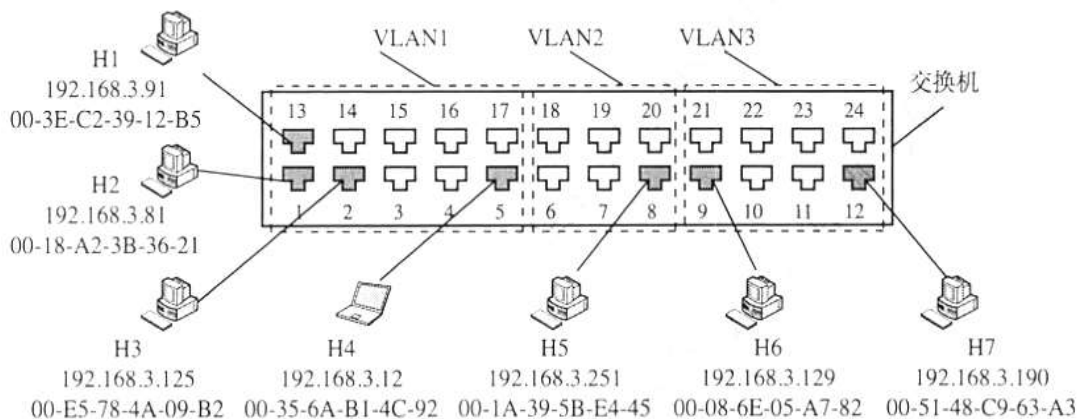 VLAN1 VLAN2 VLAN3
交换机
H1
192.168.3.91
00-3E-C2-39-12-B5
13 14 15 16 17 18 19 20 21 22 23 24
H2
192.168.3.81
00-18-A2-3B-36-21
1 2 3 4 5 6 7 8 9 10 11 12
H3
192.168.3.125
00-E5-78-4A-09-B2
H4
192.168.3.12
00-35-6A-B1-4C-92
H5
192.168.3.251
00-1A-39-5B-E4-45
H6
192.168.3.129
00-08-6E-05-A7-82
H7
192.168.3.190
00-51-48-C9-63-A3